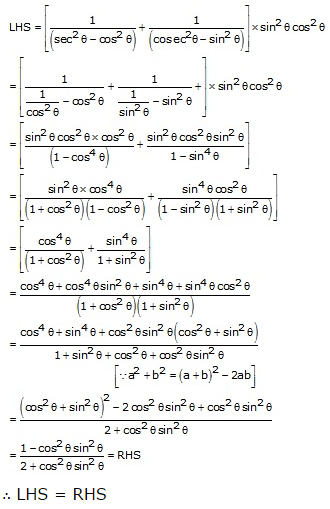 LHS = [1/(sec²θ − cos²θ) + 1/(cosec²θ − sin²θ)] × sin²θ cos²θ
= [1/(1/cos²θ − cos²θ) + 1/(1/sin²θ − sin²θ) +] × sin²θ cos²θ
= [sin²θ cos²θ × cos²θ/(1 − cos⁴θ) + sin²θ cos²θ sin²θ/1 − sin⁴θ]
= [sin²θ × cos⁴θ/(1 + cos²θ)(1 − cos²θ) + sin⁴θ cos²θ/(1 − sin²θ)(1 + sin²θ)]
= [cos⁴θ/(1 + cos²θ) + sin⁴θ/1 + sin²θ]
= cos⁴θ + cos⁴θ sin²θ + sin⁴θ + sin⁴θ cos²θ/(1 + cos²θ)(1 + sin²θ)
= cos⁴θ + sin⁴θ + cos²θ sin²θ(cos²θ + sin²θ)/1 + sin²θ + cos²θ + cos²θ sin²θ
[∵ a² + b² = (a + b)² − 2ab]
= (cos²θ + sin²θ)² − 2cos²θ sin²θ + cos²θ sin²θ/2 + cos²θ sin²θ
= 1 − cos²θ sin²θ/2 + cos²θ sin²θ = RHS
∴ LHS = RHS